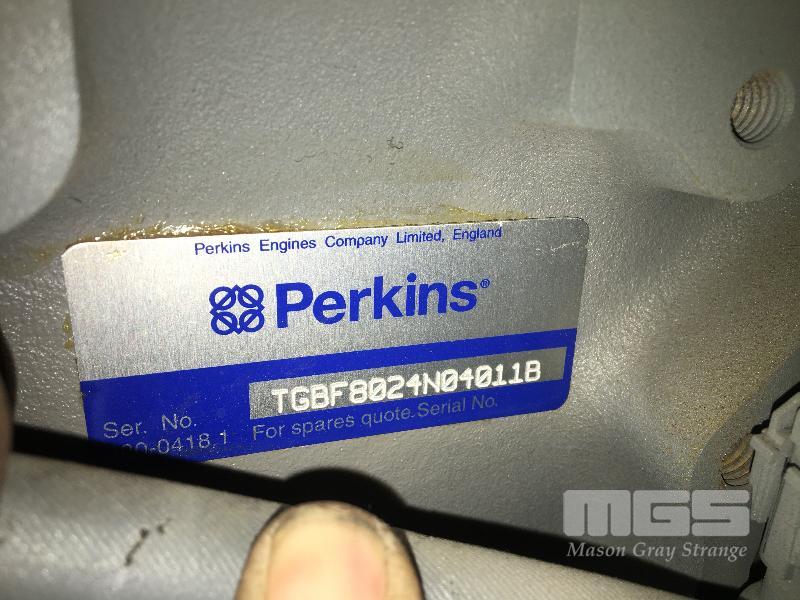 Perkins Engines Company Limited, England
Perkins®
TGBF8024N04011B
Ser. No.
For spares quote Serial No.
MGS
Mason Gray Strange